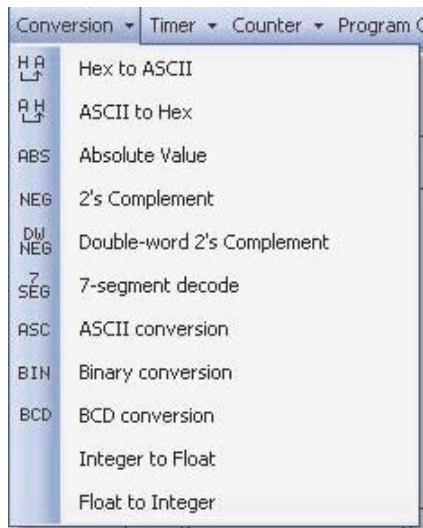 Conversion Timer Counter Program
HA Hex to ASCII
AH ASCII to Hex
ABS Absolute Value
NEG 2's Complement
DW NEG Double-word 2's Complement
7 SEG 7-segment decode
ASC ASCII conversion
BIN Binary conversion
BCD BCD conversion
Integer to Float
Float to Integer